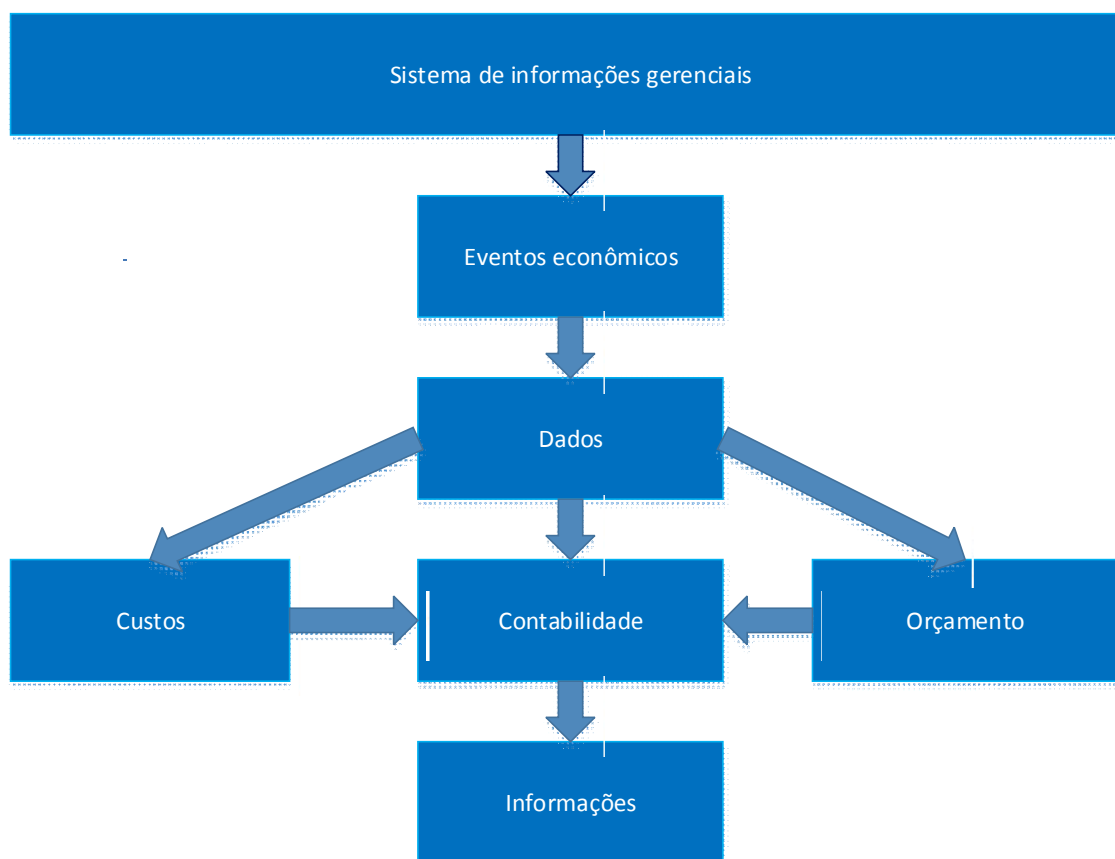 Sistema de informações gerenciais
Eventos econômicos
Dados
Custos
Contabilidade
Orçamento
Informações